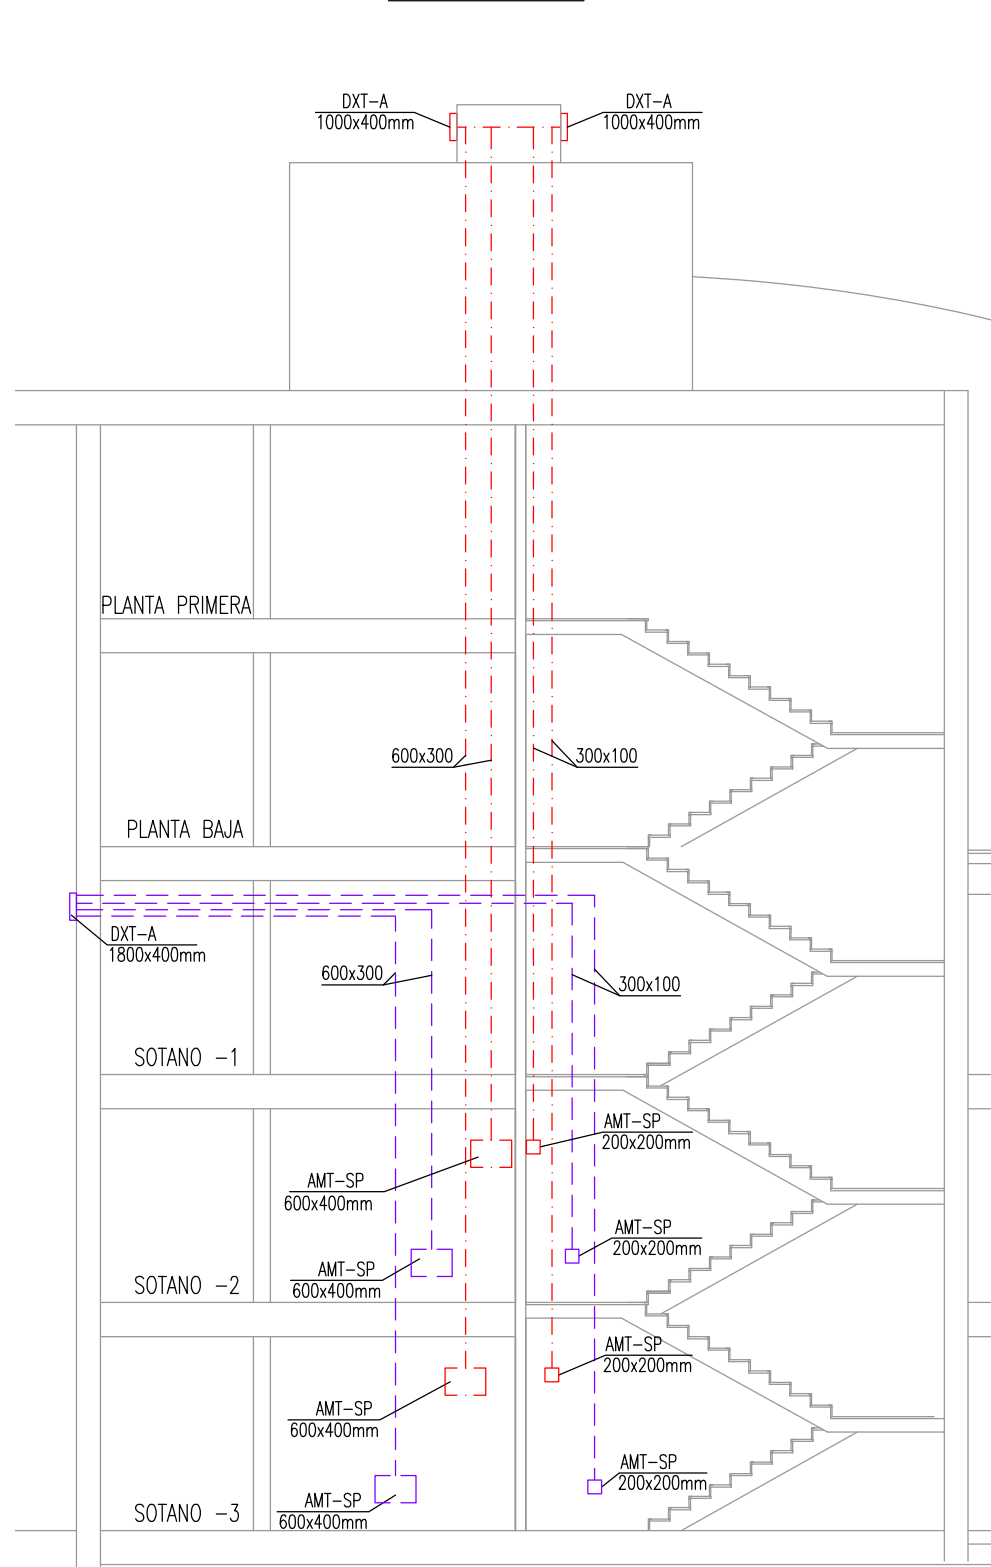 DXT-A
1000x400mm
DXT-A
1000x400mm
PLANTA PRIMERA
600x300
300x100
PLANTA BAJA
DXT-A
1800x400mm
600x300
300x100
SOTANO -1
AMT-SP
200x200mm
AMT-SP
600x400mm
AMT-SP
200x200mm
AMT-SP
600x400mm
SOTANO -2
AMT-SP
200x200mm
AMT-SP
600x400mm
AMT-SP
200x200mm
AMT-SP
600x400mm
SOTANO -3